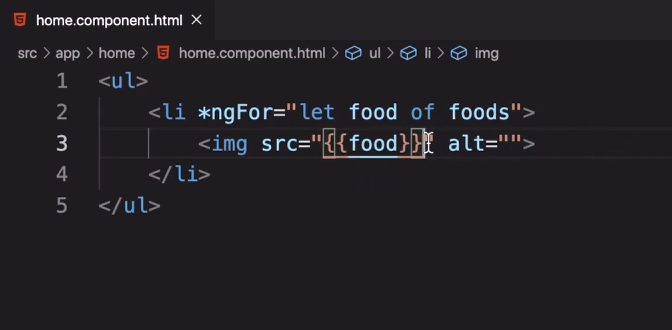 home.component.html ×
src > app > home > home.component.html > ul > li > img
1 <ul>
2 <li *ngFor="let food of foods">
3 <img src="{{food}}" alt="">
4 </li>
5 </ul>